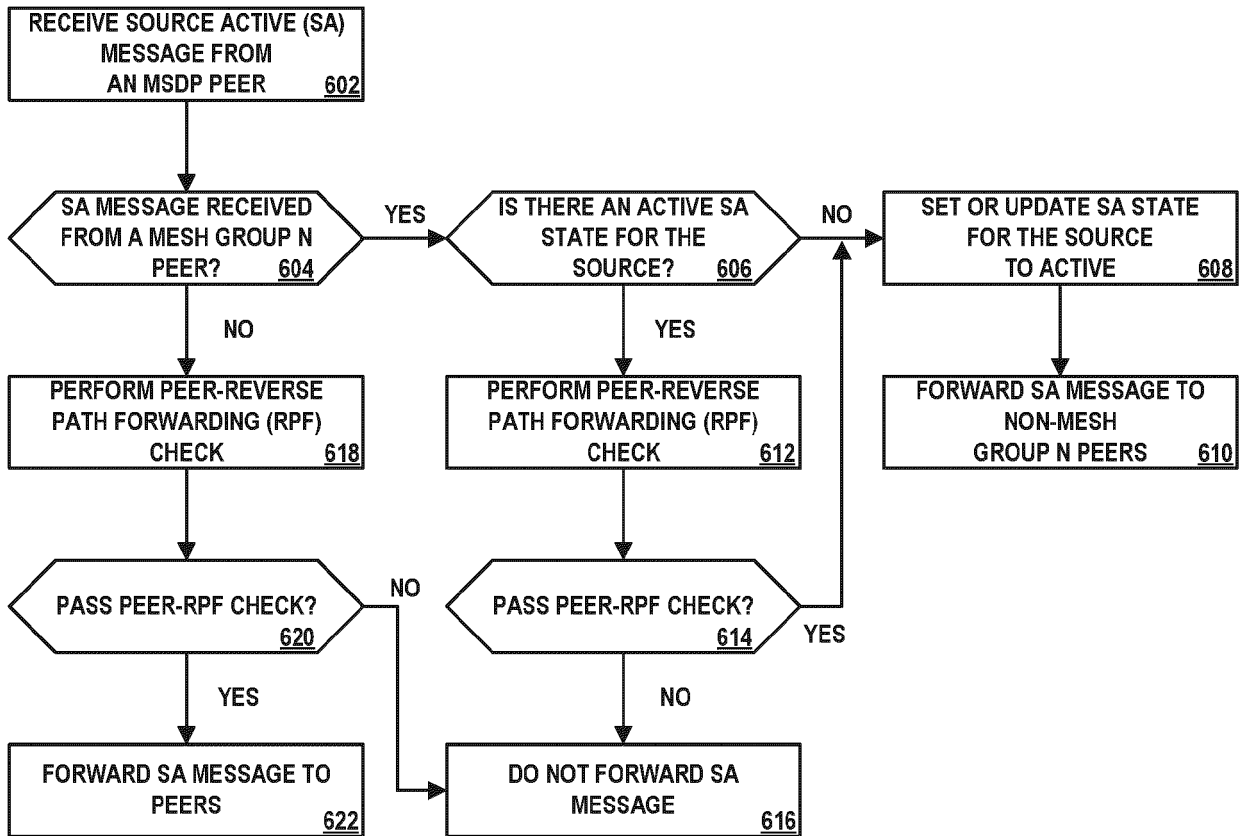 RECEIVE SOURCE ACTIVE (SA)
MESSAGE FROM
AN MSDP PEER 602
SA MESSAGE RECEIVED
FROM A MESH GROUP N
PEER? 604
YES
IS THERE AN ACTIVE SA
STATE FOR THE
SOURCE? 606
NO
SET OR UPDATE SA STATE
FOR THE SOURCE
TO ACTIVE 608
NO
YES
PERFORM PEER-REVERSE
PATH FORWARDING (RPF)
CHECK 618
PERFORM PEER-REVERSE
PATH FORWARDING (RPF)
CHECK 612
FORWARD SA MESSAGE TO
NON-MESH
GROUP N PEERS 610
PASS PEER-RPF CHECK?
620
NO
PASS PEER-RPF CHECK?
614
YES
YES
NO
FORWARD SA MESSAGE TO
PEERS 622
DO NOT FORWARD SA
MESSAGE 616